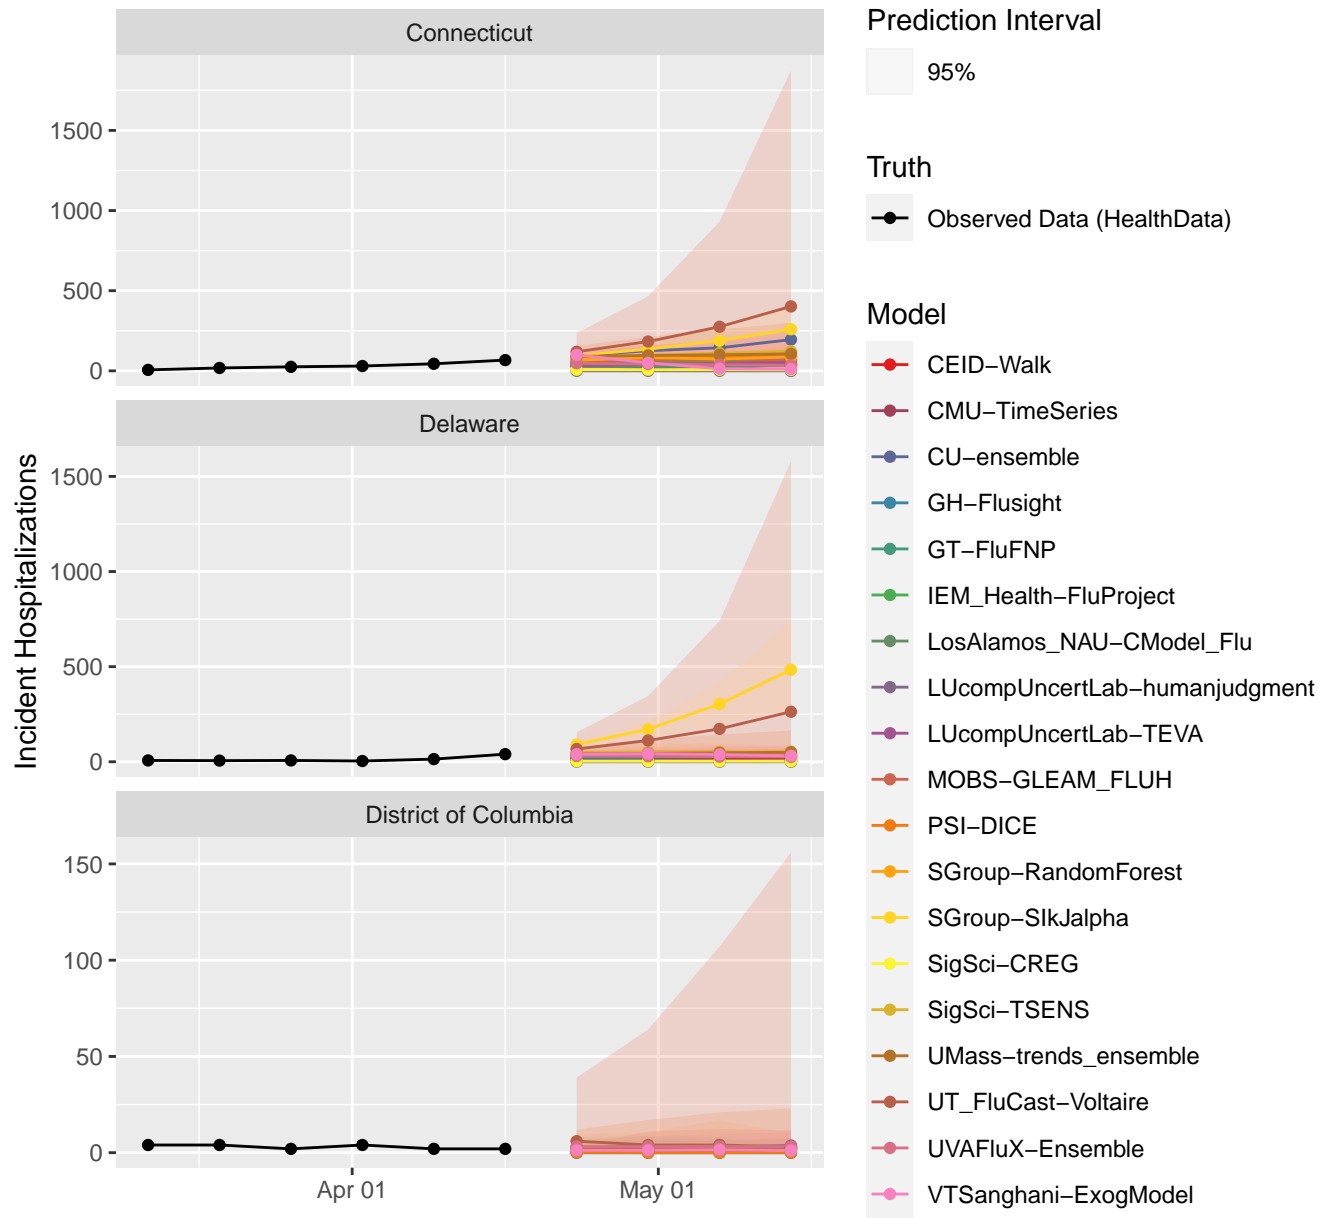 Connecticut
1500
1000
500
0
Delaware
1500
1000
500
0
District of Columbia
150
100
50
0
Apr 01
May 01
Incident Hospitalizations
Prediction Interval
95%
Truth
Observed Data (HealthData)
Model
CEID−Walk
CMU−TimeSeries
CU−ensemble
GH−Flusight
GT−FluFNP
IEM_Health−FluProject
LosAlamos_NAU−CModel_Flu
LUcompUncertLab−humanjudgment
LUcompUncertLab−TEVA
MOBS−GLEAM_FLUH
PSI−DICE
SGroup−RandomForest
SGroup−SIkJalpha
SigSci−CREG
SigSci−TSENS
UMass−trends_ensemble
UT_FluCast−Voltaire
UVAFluX−Ensemble
VTSanghani−ExogModel